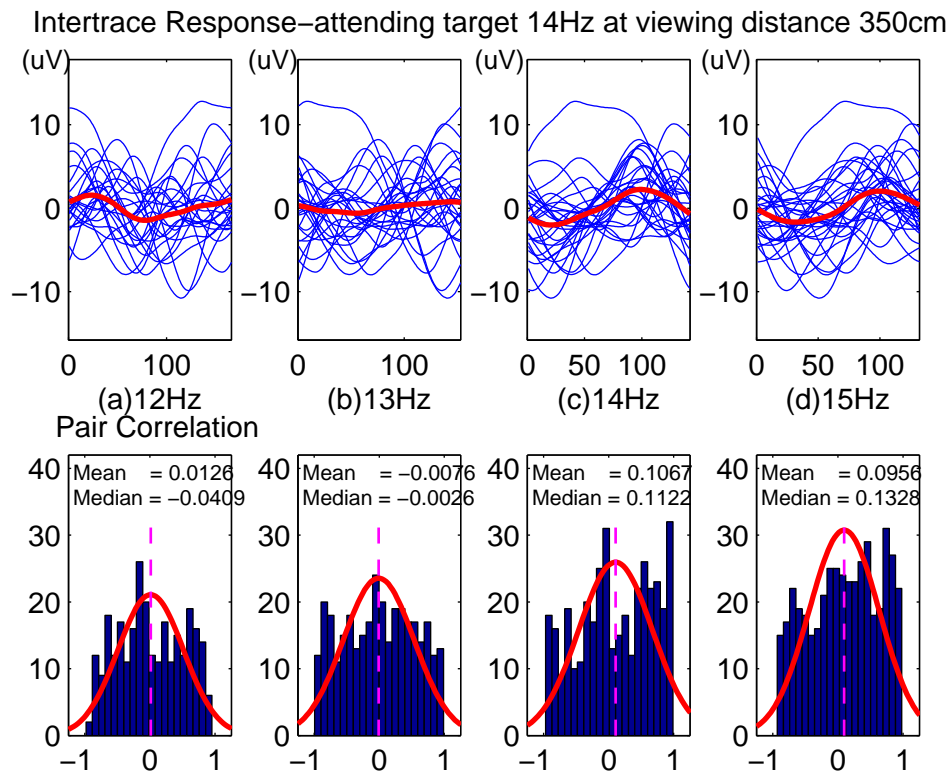 Intertrace Response−attending target 14Hz at viewing distance 350cm
(uV) (uV) (uV) (uV)
10 10 10 10
0 0 0 0
−10 −10 −10 −10
0 100 0 100 0 50 100 0 50 100
(a)12Hz (b)13Hz (c)14Hz (d)15Hz
Pair Correlation
40 40 40 40
Mean = 0.0126 Mean = −0.0076 Mean = 0.1067 Mean = 0.0956
Median = −0.0409 Median = −0.0026 Median = 0.1122 Median = 0.1328
30 30 30 30
20 20 20 20
10 10 10 10
0 0 0 0
−1 0 1 −1 0 1 −1 0 1 −1 0 1